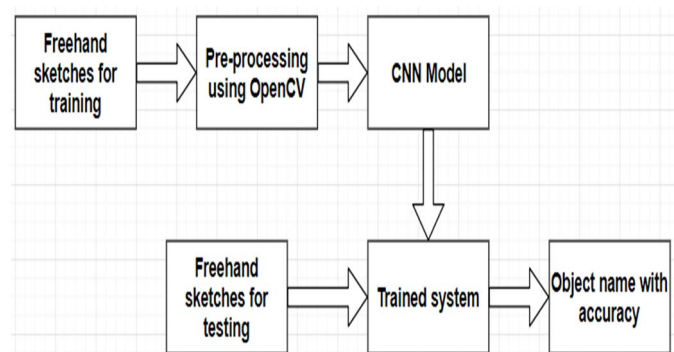 Freehand
sketches for
training
Pre-processing
using OpenCV
CNN Model
Freehand
sketches for
testing
Trained system
Object name with
accuracy